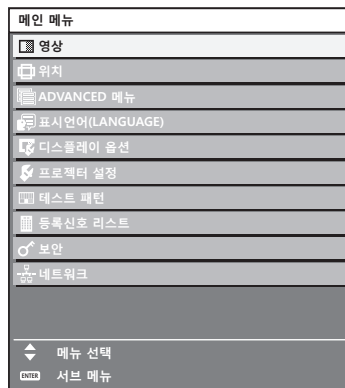 메인 메뉴
영상
위치
ADVANCED 메뉴
표시언어(LANGUAGE)
디스플레이 옵션
프로젝터 설정
테스트 패턴
등록신호 리스트
보안
네트워크
메뉴 선택
ENTER 서브 메뉴